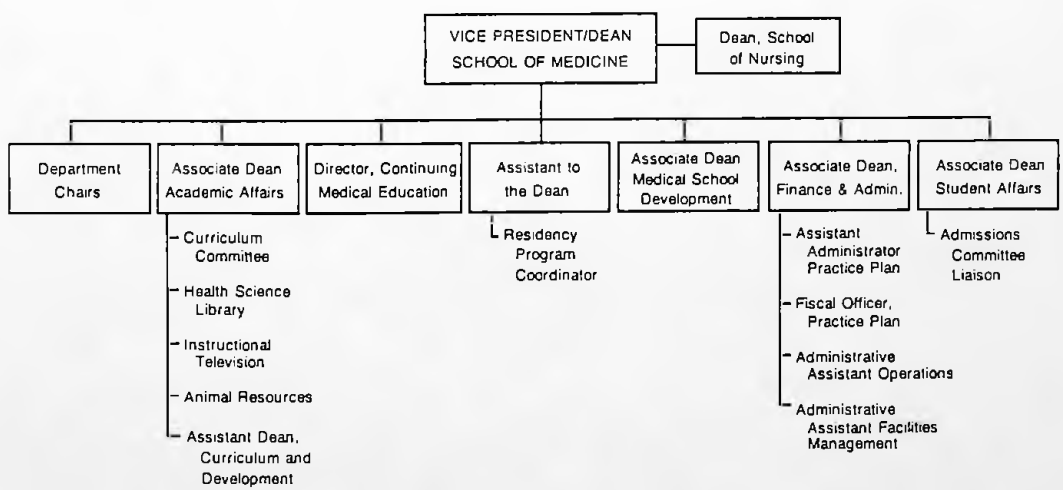 VICE PRESIDENT/DEAN
SCHOOL OF MEDICINE
Dean, School
of Nursing
Department
Chairs
Associate Dean
Academic Affairs
Director, Continuing
Medical Education
Assistant to
the Dean
Associate Dean
Medical School
Development
Associate Dean,
Finance & Admin.
Associate Dean
Student Affairs
Curriculum
Committee
Health Science
Library
Instructional
Television
Animal Resources
Assistant Dean,
Curriculum and
Development
Residency
Program
Coordinator
Assistant
Administrator
Practice Plan
Fiscal Officer,
Practice Plan
Administrative
Assistant Operations
Administrative
Assistant Facilities
Management
Admissions
Committee
Liaison